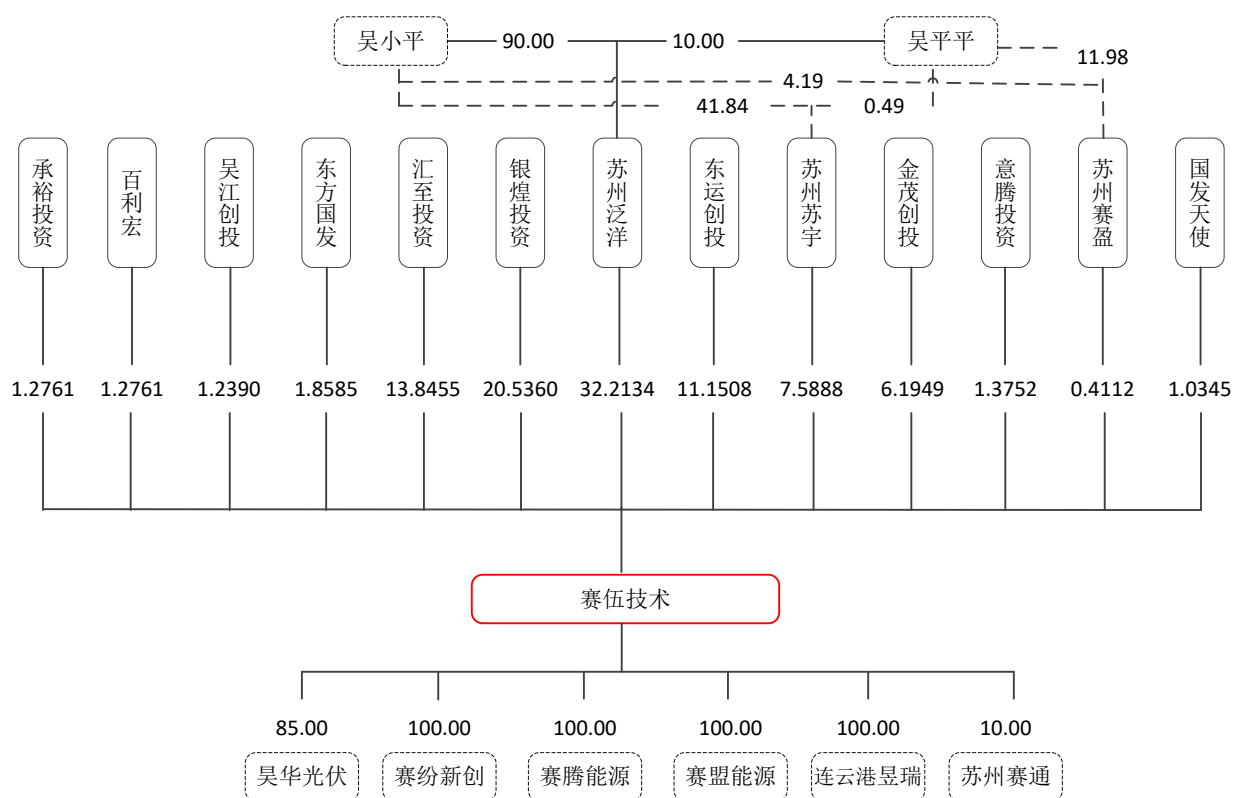 吴小平
90.00
10.00
吴平平
11.98
4.19
41.84
0.49
承裕投资
百利宏
吴江创投
东方国发
汇至投资
银煌投资
苏州泛洋
东运创投
苏州苏宇
金茂创投
意腾投资
苏州赛盈
国发天使
1.2761
1.2761
1.2390
1.8585
13.8455
20.5360
32.2134
11.1508
7.5888
6.1949
1.3752
0.4112
1.0345
赛伍技术
85.00
100.00
100.00
100.00
100.00
10.00
昊华光伏
赛纷新创
赛腾能源
赛盟能源
连云港昱瑞
苏州赛通